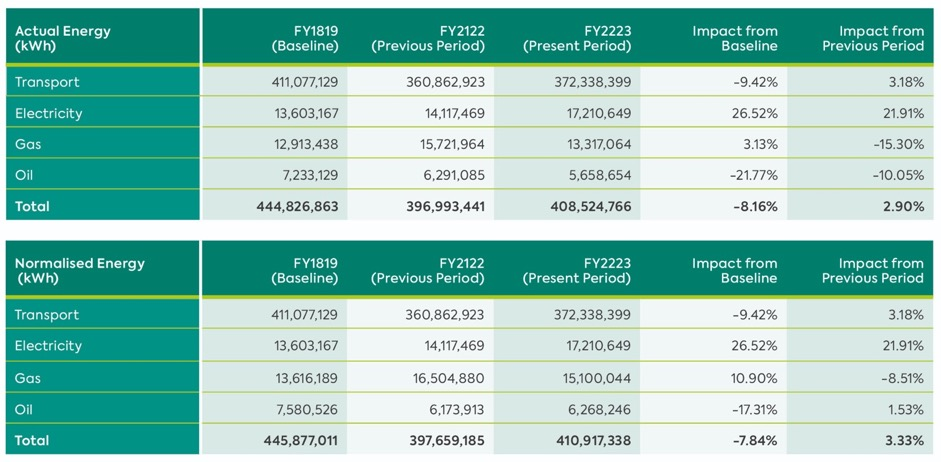 Actual Energy (kWh) FY1819 (Baseline) FY2122 (Previous Period) FY2223 (Present Period) Impact from Baseline Impact from Previous Period
Transport 411,077,129 360,862,923 372,338,399 -9.42% 3.18%
Electricity 13,603,167 14,117,469 17,210,649 26.52% 21.91%
Gas 12,913,438 15,721,964 13,317,064 3.13% -15.30%
Oil 7,233,129 6,291,085 5,658,654 -21.77% -10.05%
Total 444,826,863 396,993,441 408,524,766 -8.16% 2.90%
Normalised Energy (kWh) FY1819 (Baseline) FY2122 (Previous Period) FY2223 (Present Period) Impact from Baseline Impact from Previous Period
Transport 411,077,129 360,862,923 372,338,399 -9.42% 3.18%
Electricity 13,603,167 14,117,469 17,210,649 26.52% 21.91%
Gas 13,616,189 16,504,880 15,100,044 10.90% -8.51%
Oil 7,580,526 6,173,913 6,268,246 -17.31% 1.53%
Total 445,877,011 397,659,185 410,917,338 -7.84% 3.33%